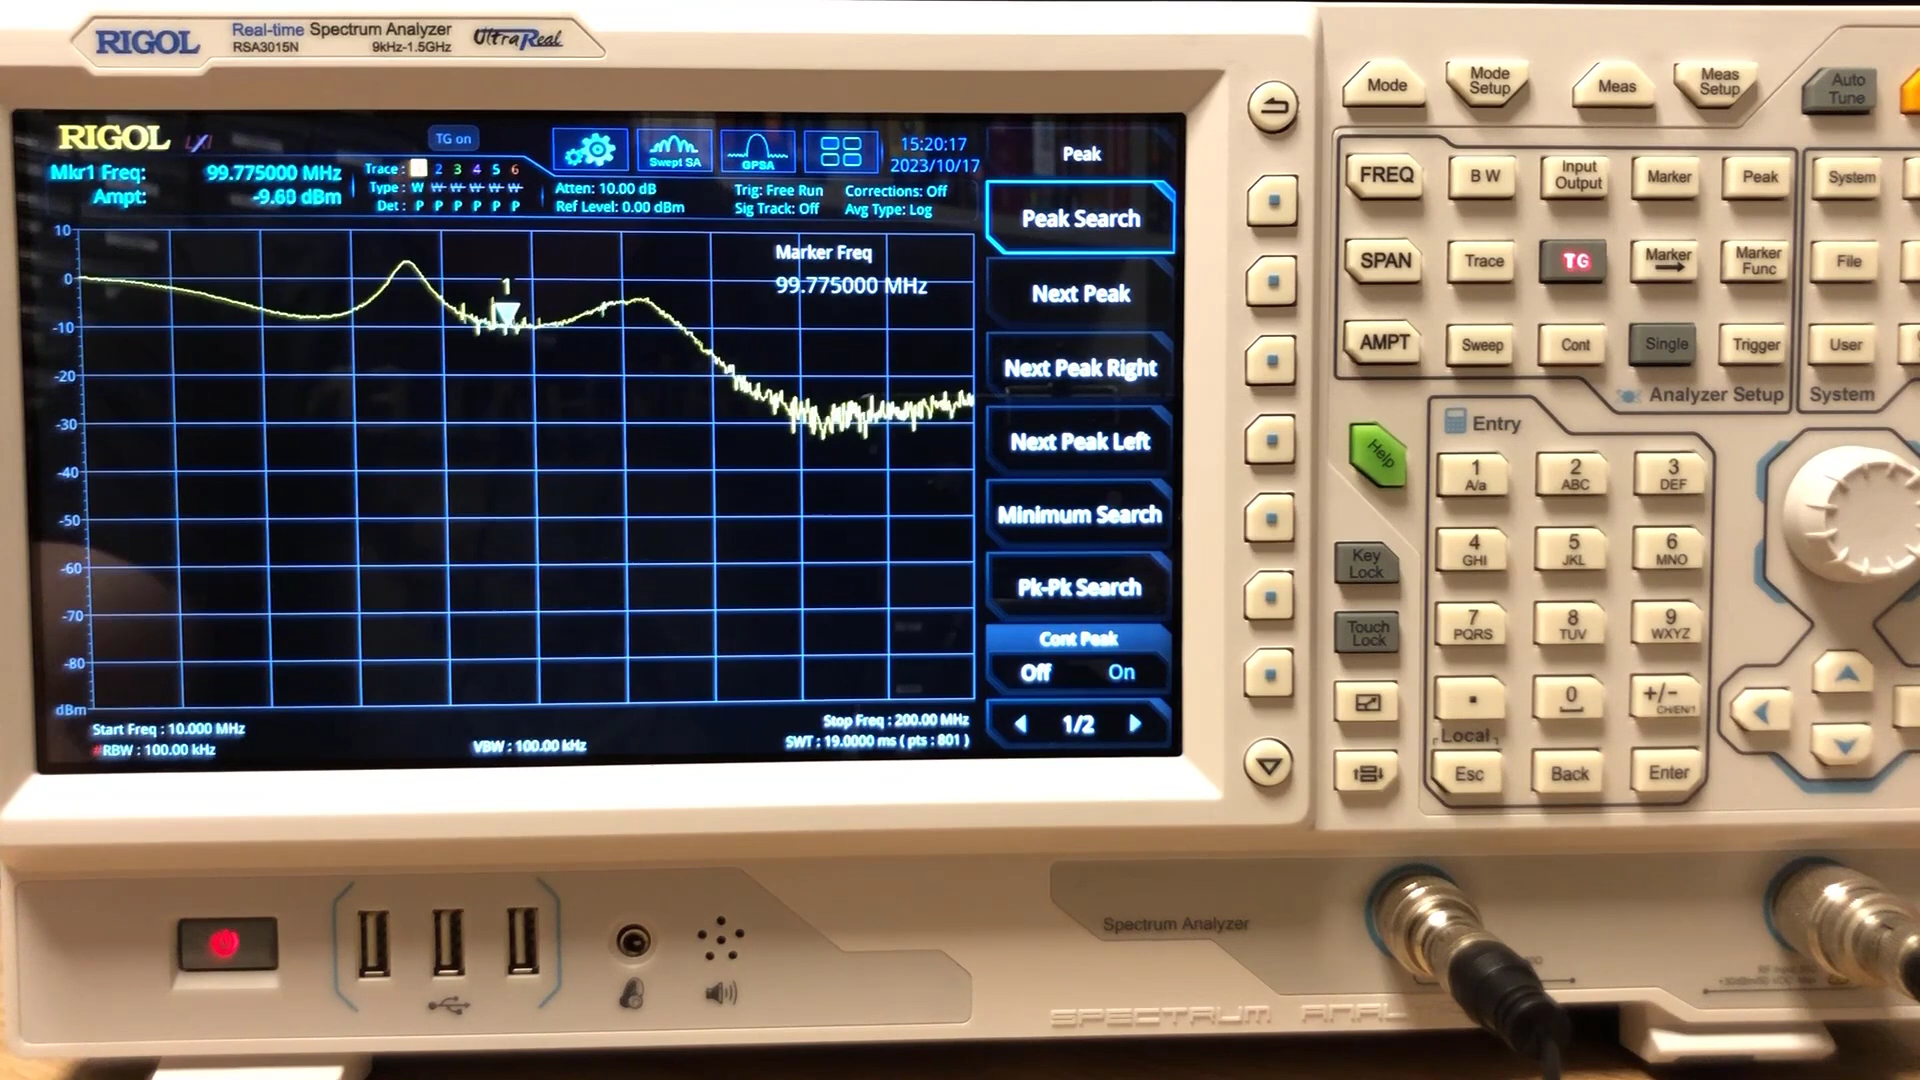 RIGOL
Real-time Spectrum Analyzer
RSA3015N 9kHz-1.5GHz
UltraReal
RIGOL LXI
TG on
Swept SA
GPSA
15:20:17
2023/10/17
Mkr1 Freq: 99.775000 MHz
Ampt: -9.60 dBm
Trace: 2 3 4 5 6
Type: W W W W W W
Det: P P P P P P
Atten: 10.00 dB
Ref Level: 0.00 dBm
Trig: Free Run
Sig Track: Off
Corrections: Off
Avg Type: Log
10
0
-10
-20
-30
-40
-50
-60
-70
-80
dBm
1
Marker Freq
99.775000 MHz
Start Freq : 10.000 MHz
#RBW : 100.00 kHz
VBW : 100.00 kHz
Stop Freq : 200.00 MHz
SWT : 19.0000 ms ( pts : 801 )
Peak
Peak Search
Next Peak
Next Peak Right
Next Peak Left
Minimum Search
Pk-Pk Search
Cont Peak
Off On
1/2
Mode
Mode Setup
Meas
Meas Setup
Auto Tune
FREQ
BW
Input Output
Marker
Peak
System
SPAN
Trace
TG
Marker
Marker Func
File
AMPT
Sweep
Cont
Single
Trigger
User
Analyzer Setup
System
Help
Entry
1 A/a
2 ABC
3 DEF
4 GHI
5 JKL
6 MNO
7 PQRS
8 TUV
9 WXYZ
.
0
+/- CH/EN/1
Key Lock
Touch Lock
Local
Esc
Back
Enter
Spectrum Analyzer
SPECTRUM ANAL